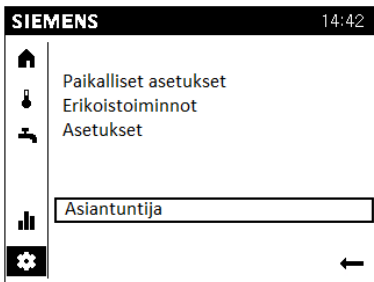 SIEMENS 14:42
Paikalliset asetukset
Erikoistoiminnot
Asetukset
Asiantuntija